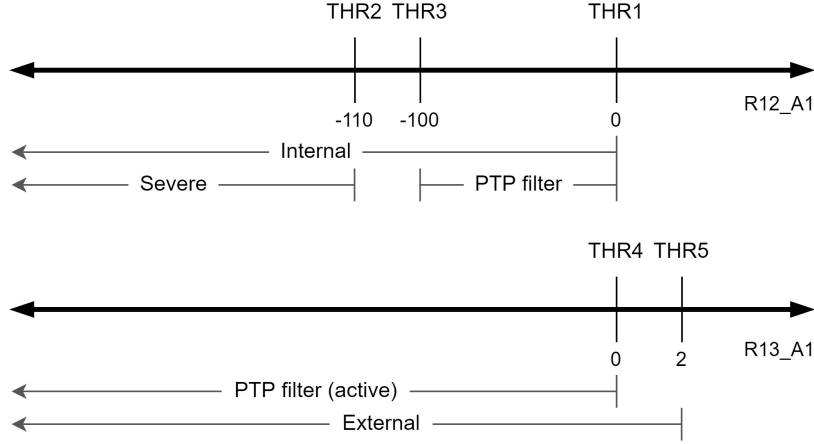 THR2 THR3 THR1
R12_A1
-110 -100 0
Internal
Severe PTP filter
THR4 THR5
R13_A1
0 2
PTP filter (active)
External